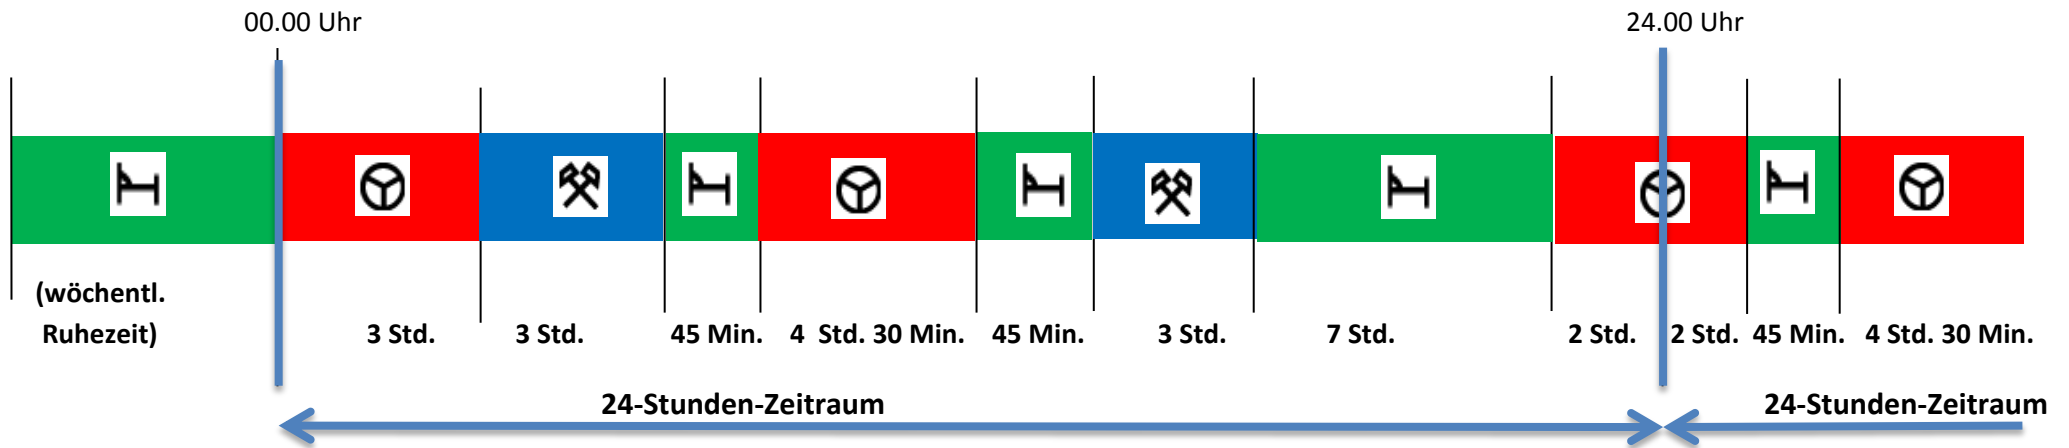 00.00 Uhr
24.00 Uhr
(wöchentl.
Ruhezeit)
3 Std.
3 Std.
45 Min.
4 Std. 30 Min.
45 Min.
3 Std.
7 Std.
2 Std.
2 Std.
45 Min.
4 Std. 30 Min.
24-Stunden-Zeitraum
24-Stunden-Zeitraum